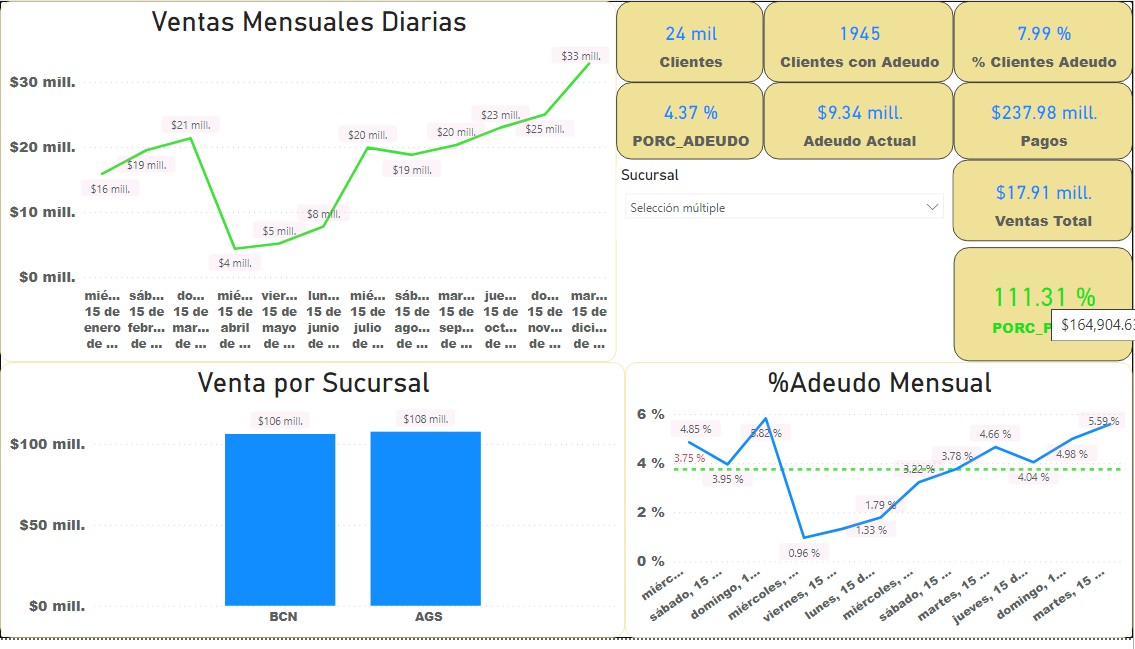 Ventas Mensuales Diarias
$30 mill.
$20 mill.
$10 mill.
$0 mill.
$16 mill.
$19 mill.
$21 mill.
$4 mill.
$5 mill.
$8 mill.
$20 mill.
$19 mill.
$20 mill.
$23 mill.
$25 mill.
$33 mill.
mié... sáb... do... mié... vier... lun... mié... sáb... mar... jue... do... mar...
15 de 15 de 15 de 15 de 15 de 15 de 15 de 15 de 15 de 15 de 15 de 15 de
enero febr... mar... abril mayo junio julio ago... sep... oct... nov... dici...
de ... de ... de ... de ... de ... de ... de ... de ... de ... de ... de ... de ...
24 mil
Clientes
1945
Clientes con Adeudo
7.99 %
% Clientes Adeudo
4.37 %
PORC_ADEUDO
$9.34 mill.
Adeudo Actual
$237.98 mill.
Pagos
Sucursal
Selección múltiple
$17.91 mill.
Ventas Total
111.31 %
PORC_P
$164,904.63
Venta por Sucursal
$100 mill.
$50 mill.
$0 mill.
$106 mill.
$108 mill.
BCN
AGS
%Adeudo Mensual
6 %
4 %
2 %
0 %
4.85 %
3.75 %
3.95 %
5.82 %
0.96 %
1.33 %
1.79 %
3.22 %
3.78 %
4.66 %
4.04 %
4.98 %
5.59 %
miérc...
sábado, 15 ...
domingo, 1...
miércoles, ...
viernes, 15 ...
lunes, 15 d...
miércoles, ...
sábado, 15 ...
martes, 15 ...
jueves, 15 d...
domingo, 1...
martes, 15 ...